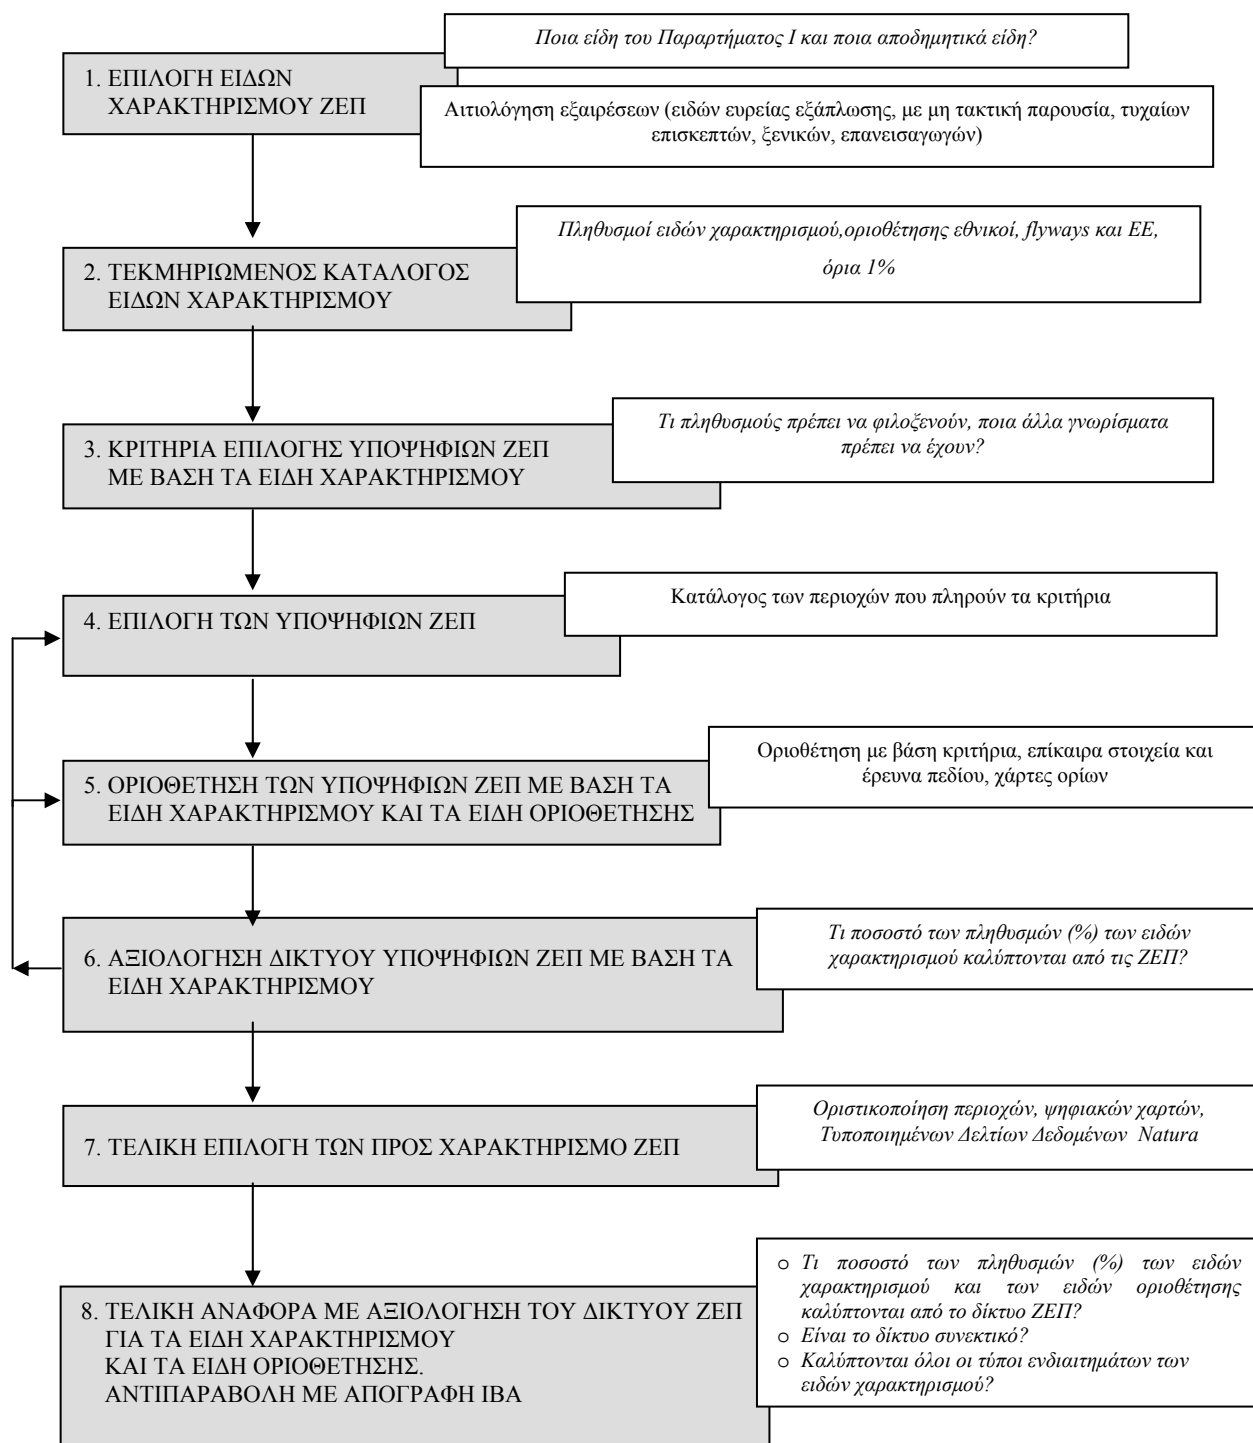 Ποια είδη του Παραρτήματος Ι και ποια αποδημητικά είδη?
1. ΕΠΙΛΟΓΗ ΕΙΔΩΝ
ΧΑΡΑΚΤΗΡΙΣΜΟΥ ΖΕΠ
Αιτιολόγηση εξαιρέσεων (ειδών ευρείας εξάπλωσης, με μη τακτική παρουσία, τυχαίων
επισκεπτών, ξενικών, επανεισαγωγών)
Πληθυσμοί ειδών χαρακτηρισμού,οριοθέτησης εθνικοί, flyways και ΕΕ,
όρια 1%
2. ΤΕΚΜΗΡΙΩΜΕΝΟΣ ΚΑΤΑΛΟΓΟΣ
ΕΙΔΩΝ ΧΑΡΑΚΤΗΡΙΣΜΟΥ
Τι πληθυσμούς πρέπει να φιλοξενούν, ποια άλλα γνωρίσματα
πρέπει να έχουν?
3. ΚΡΙΤΗΡΙΑ ΕΠΙΛΟΓΗΣ ΥΠΟΨΗΦΙΩΝ ΖΕΠ
ΜΕ ΒΑΣΗ ΤΑ ΕΙΔΗ ΧΑΡΑΚΤΗΡΙΣΜΟΥ
Κατάλογος των περιοχών που πληρούν τα κριτήρια
4. ΕΠΙΛΟΓΗ ΤΩΝ ΥΠΟΨΗΦΙΩΝ ΖΕΠ
Οριοθέτηση με βάση κριτήρια, επίκαιρα στοιχεία και
έρευνα πεδίου, χάρτες ορίων
5. ΟΡΙΟΘΕΤΗΣΗ ΤΩΝ ΥΠΟΨΗΦΙΩΝ ΖΕΠ ΜΕ ΒΑΣΗ ΤΑ
ΕΙΔΗ ΧΑΡΑΚΤΗΡΙΣΜΟΥ ΚΑΙ ΤΑ ΕΙΔΗ ΟΡΙΟΘΕΤΗΣΗΣ
Τι ποσοστό των πληθυσμών (%) των ειδών
χαρακτηρισμού καλύπτονται από τις ΖΕΠ?
6. ΑΞΙΟΛΟΓΗΣΗ ΔΙΚΤΥΟΥ ΥΠΟΨΗΦΙΩΝ ΖΕΠ ΜΕ ΒΑΣΗ ΤΑ
ΕΙΔΗ ΧΑΡΑΚΤΗΡΙΣΜΟΥ
Οριστικοποίηση περιοχών, ψηφιακών χαρτών,
Τυποποιημένων Δελτίων Δεδομένων Natura
7. ΤΕΛΙΚΗ ΕΠΙΛΟΓΗ ΤΩΝ ΠΡΟΣ ΧΑΡΑΚΤΗΡΙΣΜΟ ΖΕΠ
o Τι ποσοστό των πληθυσμών (%) των ειδών
χαρακτηρισμού και των ειδών οριοθέτησης
καλύπτονται από το δίκτυο ΖΕΠ?
o Είναι το δίκτυο συνεκτικό?
o Καλύπτονται όλοι οι τύποι ενδιαιτημάτων των
ειδών χαρακτηρισμού?
8. ΤΕΛΙΚΗ ΑΝΑΦΟΡΑ ΜΕ ΑΞΙΟΛΟΓΗΣΗ ΤΟΥ ΔΙΚΤΥΟΥ ΖΕΠ
ΓΙΑ ΤΑ ΕΙΔΗ ΧΑΡΑΚΤΗΡΙΣΜΟΥ
ΚΑΙ ΤΑ ΕΙΔΗ ΟΡΙΟΘΕΤΗΣΗΣ.
ΑΝΤΙΠΑΡΑΒΟΛΗ ΜΕ ΑΠΟΓΡΑΦΗ ΙΒΑ